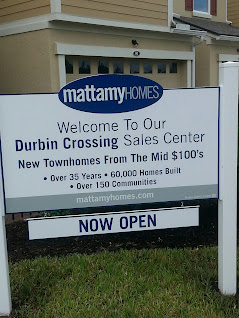 mattamyHOMES
Welcome To Our
Durbin Crossing Sales Center
New Townhomes From The Mid $100's
• Over 35 Years • 60,000 Homes Built
• Over 150 Communities
mattamyhomes.com
NOW OPEN